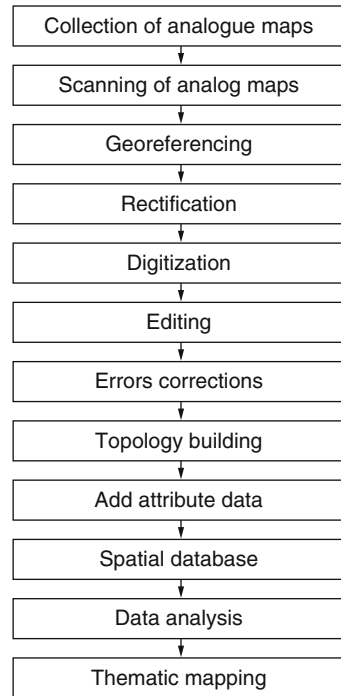 Collection of analogue maps
Scanning of analog maps
Georeferencing
Rectification
Digitization
Editing
Errors corrections
Topology building
Add attribute data
Spatial database
Data analysis
Thematic mapping